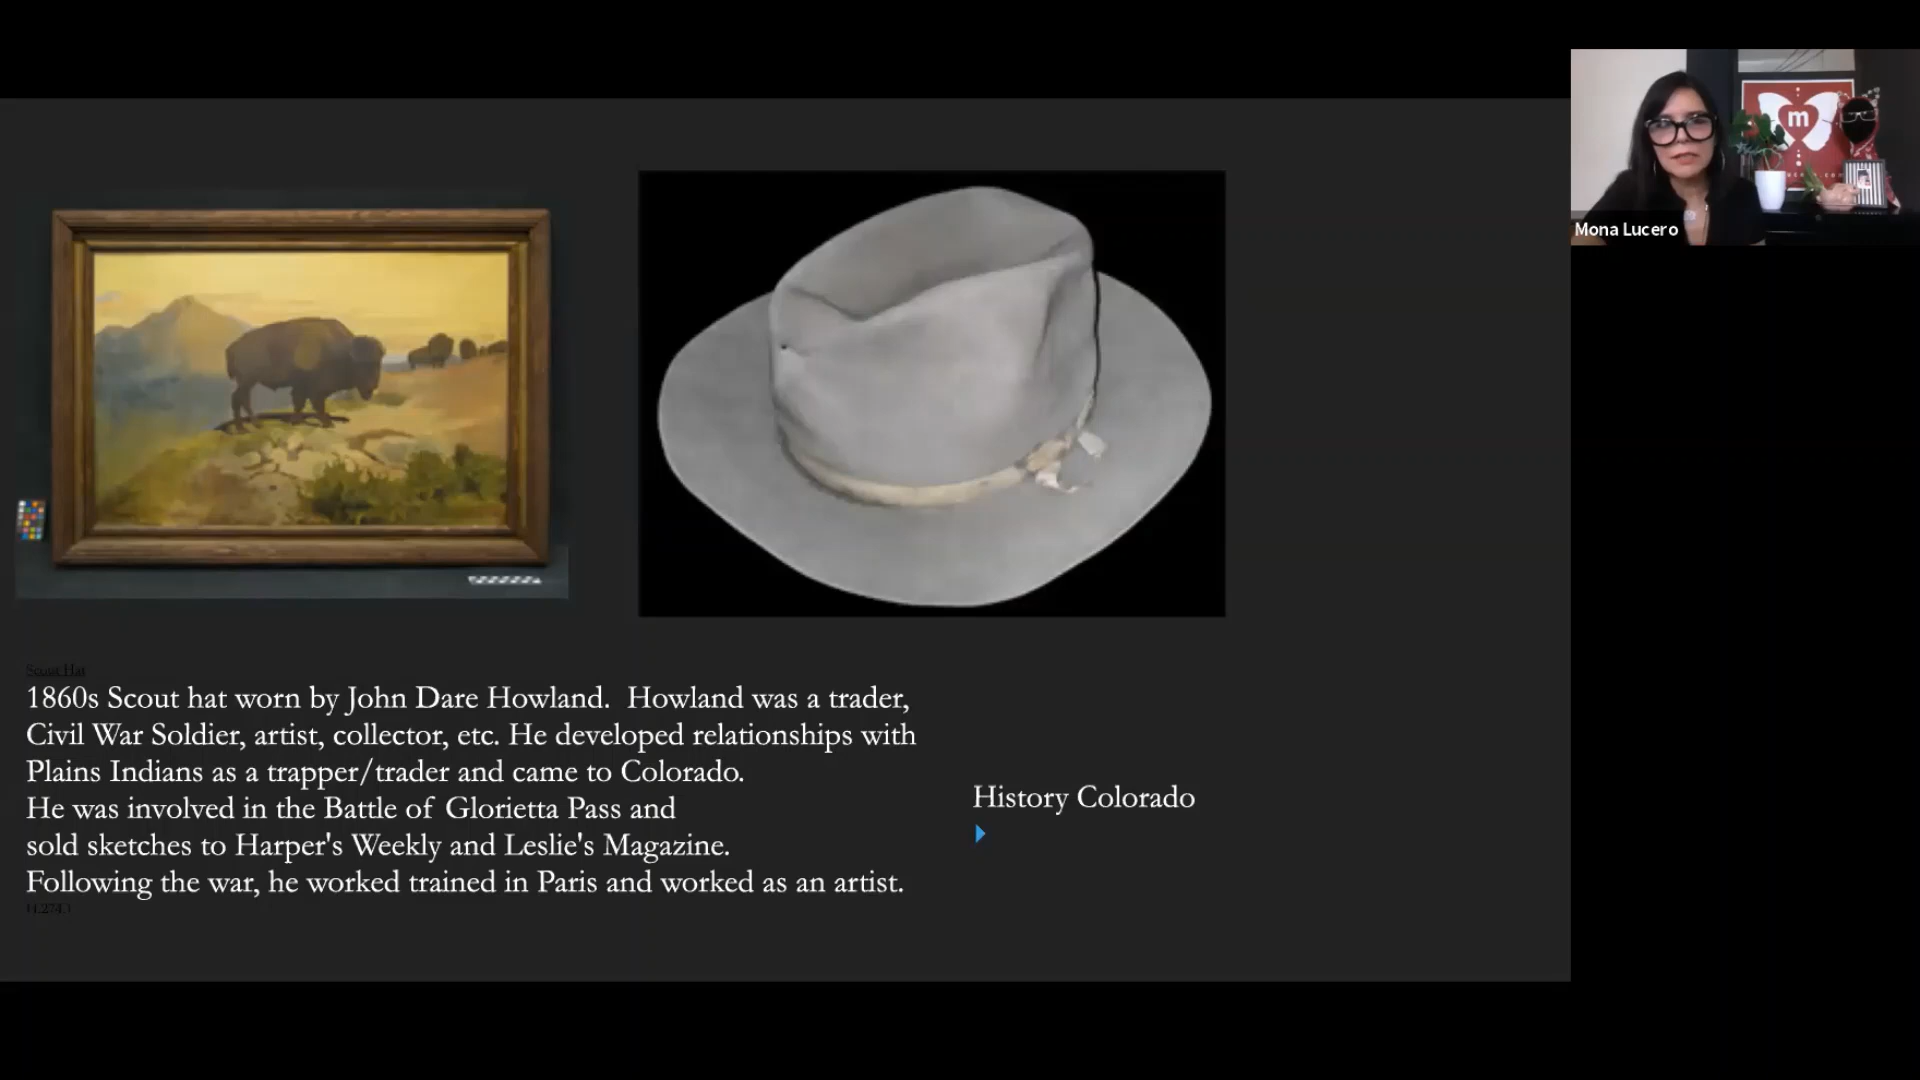 m
Mona Lucero
Scout Hat
1860s Scout hat worn by John Dare Howland.  Howland was a trader,
Civil War Soldier, artist, collector, etc. He developed relationships with
Plains Indians as a trapper/trader and came to Colorado.
He was involved in the Battle of Glorietta Pass and
sold sketches to Harper's Weekly and Leslie's Magazine.
Following the war, he worked trained in Paris and worked as an artist.
H.274.1
History Colorado